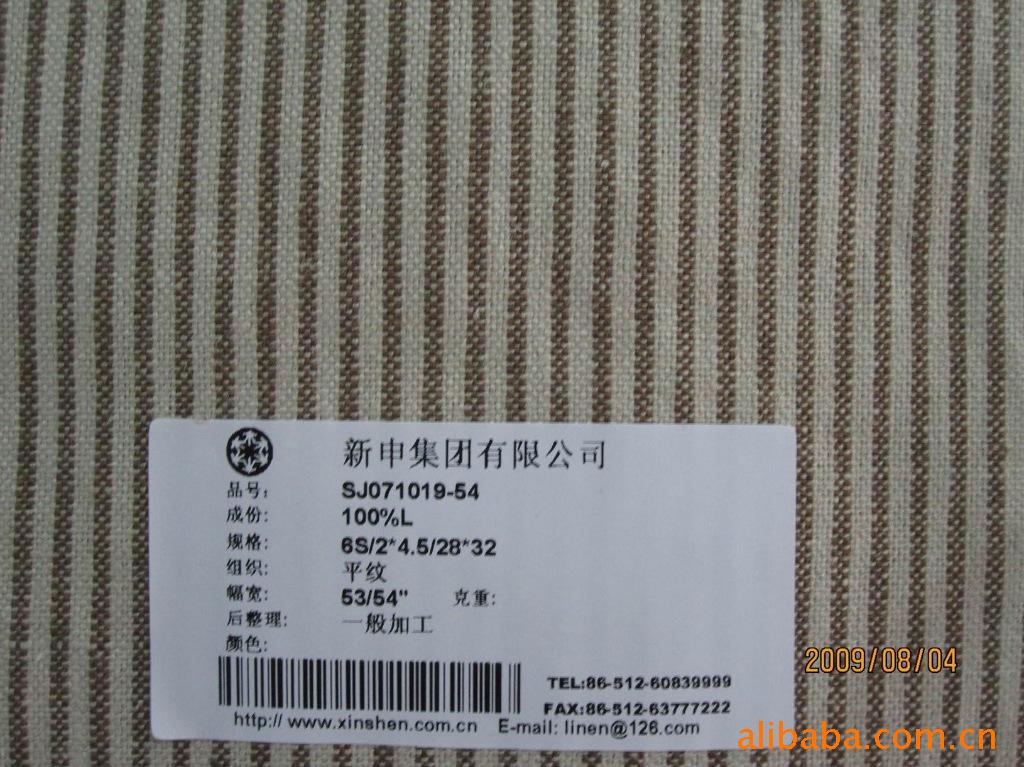 新申集团有限公司
品号: SJ071019-54
成份: 100%L
规格: 6S/2*4.5/28*32
组织: 平纹
幅宽: 53/54" 克重:
后整理: 一般加工
颜色:
TEL:86-512-60839999
FAX:86-512-63777222
http://www.xinshen.com.cn E-mail: linen@126.com
2009/08/04
alibaba.com.cn